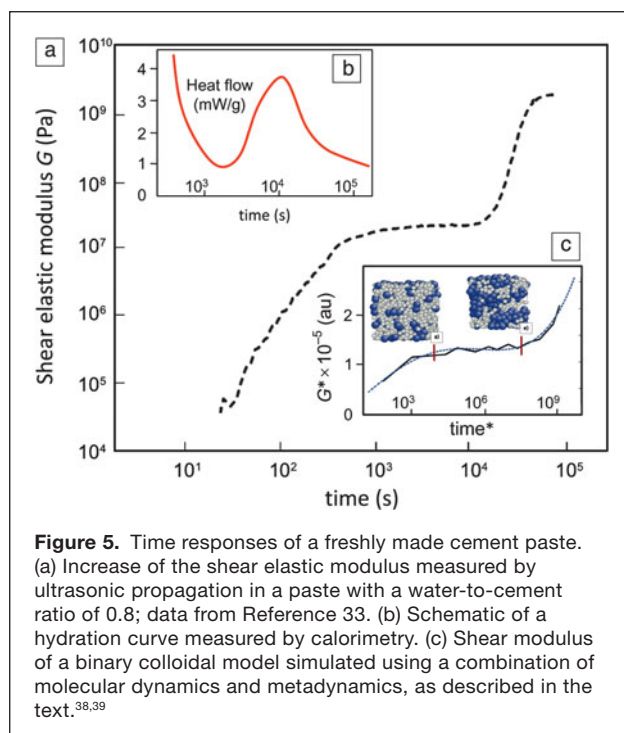 a
10¹⁰
10⁹
10⁸
10⁷
10⁶
10⁵
10⁴
Shear elastic modulus G (Pa)
10¹ 10² 10³ 10⁴ 10⁵
time (s)
b
Heat flow
(mW/g)
4
3
2
1
0
10³ 10⁴ 10⁵
time (s)
c
G* × 10⁻⁵ (au)
2
1
0
10³ 10⁶ 10⁹
time*
Figure 5. Time responses of a freshly made cement paste.
(a) Increase of the shear elastic modulus measured by
ultrasonic propagation in a paste with a water-to-cement
ratio of 0.8; data from Reference 33. (b) Schematic of a
hydration curve measured by calorimetry. (c) Shear modulus
of a binary colloidal model simulated using a combination of
molecular dynamics and metadynamics, as described in the
text.³⁸,³⁹